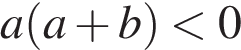 a(a + b) < 0